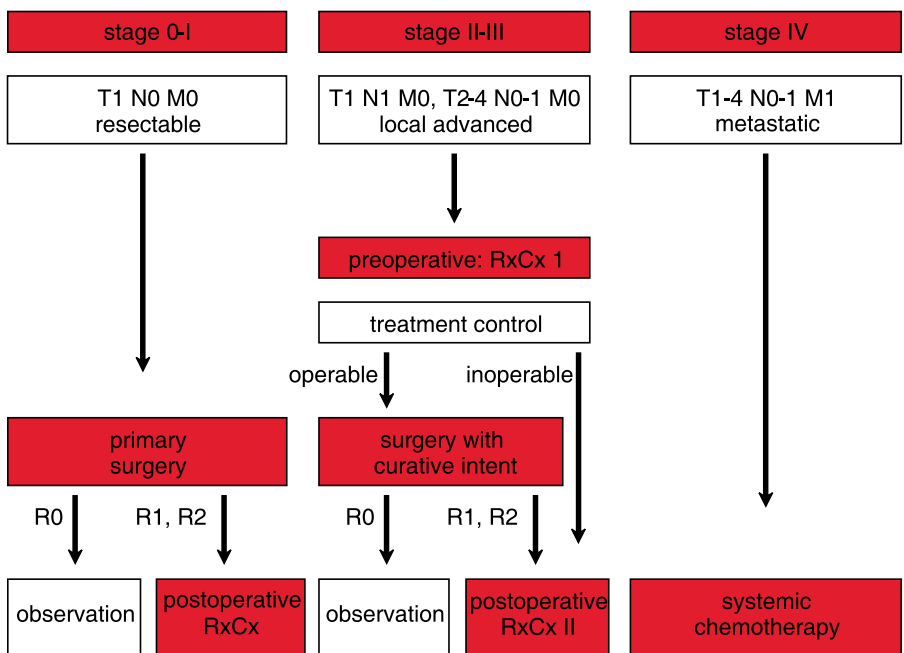 stage 0-I
stage II-III
stage IV
T1 N0 M0
resectable
T1 N1 M0, T2-4 N0-1 M0
local advanced
T1-4 N0-1 M1
metastatic
preoperative: RxCx 1
treatment control
operable
inoperable
primary
surgery
surgery with
curative intent
R0
R1, R2
R0
R1, R2
observation
postoperative
RxCx
observation
postoperative
RxCx II
systemic
chemotherapy